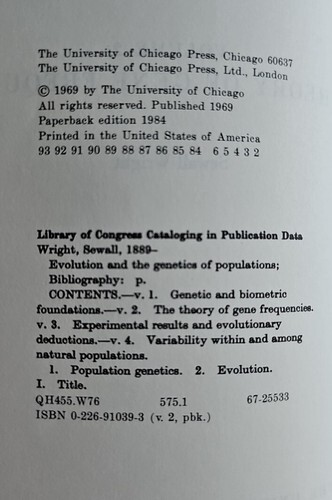 The University of Chicago Press, Chicago 60637
The University of Chicago Press, Ltd., London
© 1969 by The University of Chicago
All rights reserved. Published 1969
Paperback edition 1984
Printed in the United States of America
93 92 91 90 89 88 87 86 85 84 6 5 4 3 2
Library of Congress Cataloging in Publication Data
Wright, Sewall, 1889–
Evolution and the genetics of populations;
Bibliography: p.
CONTENTS.—v. 1. Genetic and biometric
foundations.—v. 2. The theory of gene frequencies.
v. 3. Experimental results and evolutionary
deductions.—v. 4. Variability within and among
natural populations.
1. Population genetics. 2. Evolution.
I. Title.
QH455.W76 575.1 67-25533
ISBN 0-226-91039-3 (v. 2, pbk.)